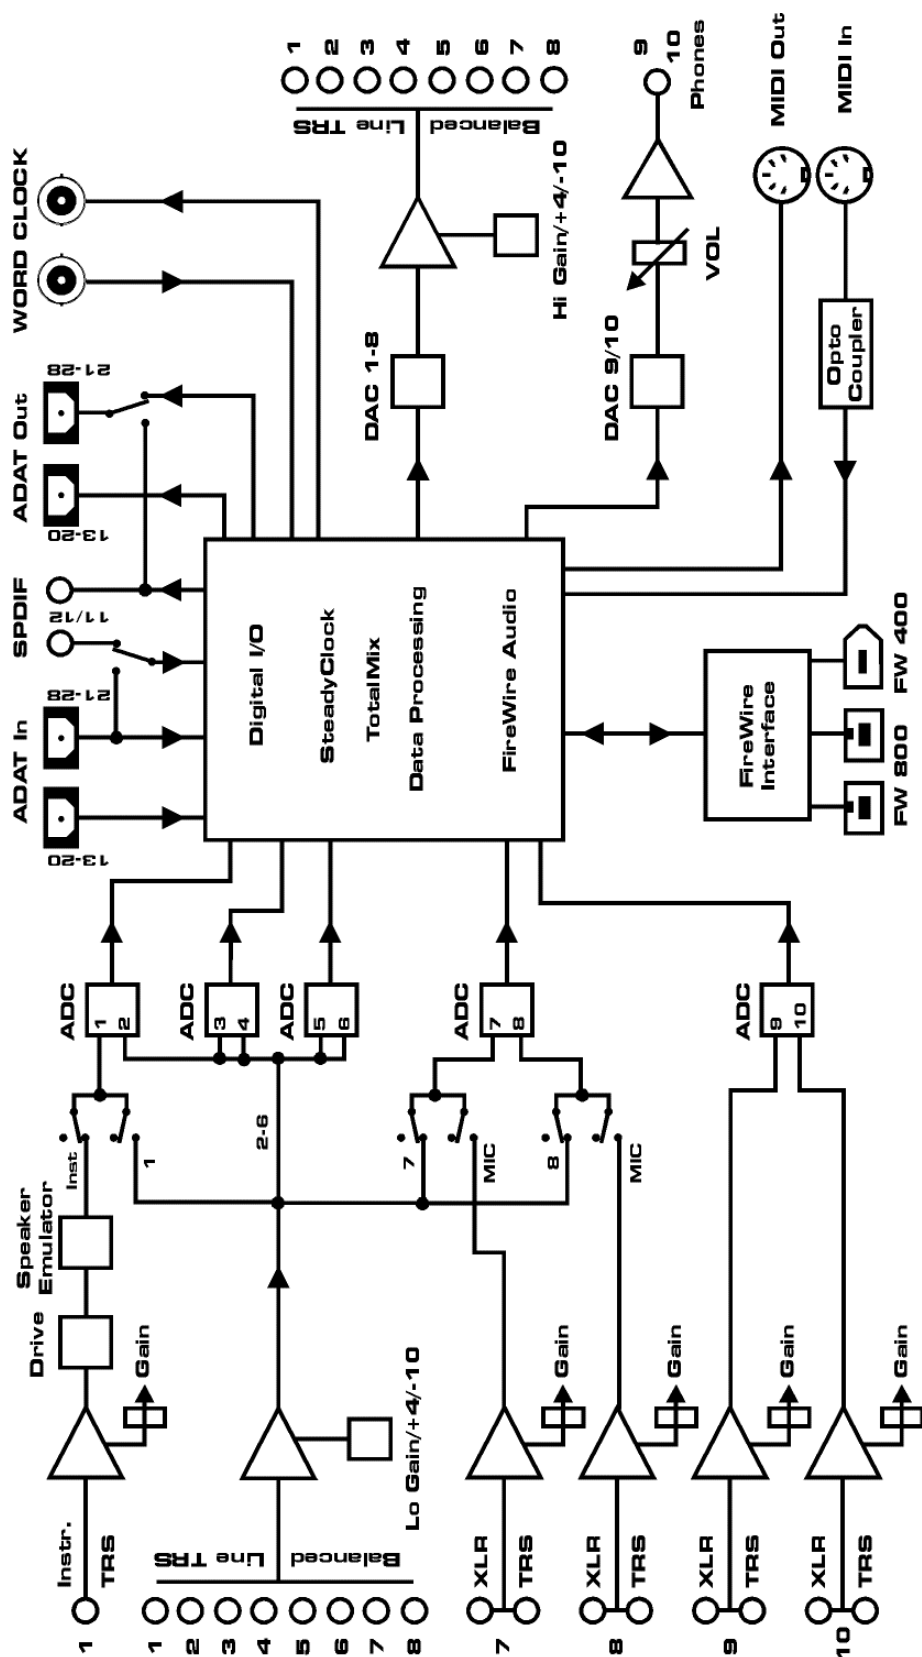 1
Instr.
TRS
Drive
Speaker
Emulator
Inst
1
1
2
3
4
5
6
7
8
Balanced Line TRS
Lo Gain/+4/-10
2-6
7
XLR
TRS
Gain
7
MIC
8
XLR
TRS
Gain
8
MIC
9
XLR
TRS
Gain
10
XLR
TRS
Gain
ADC
1
2
ADC
3
4
ADC
5
6
ADC
7
8
ADC
9
10
ADAT In
13-20
21-28
SPDIF
11/12
ADAT Out
13-20
21-28
WORD CLOCK
Digital I/O
SteadyClock
TotalMix
Data Processing
FireWire Audio
FireWire
Interface
FW 800
FW 400
DAC 1-8
Hi Gain/+4/-10
Balanced Line TRS
1
2
3
4
5
6
7
8
DAC 9/10
VOL
9
10
Phones
Opto
Coupler
MIDI Out
MIDI In